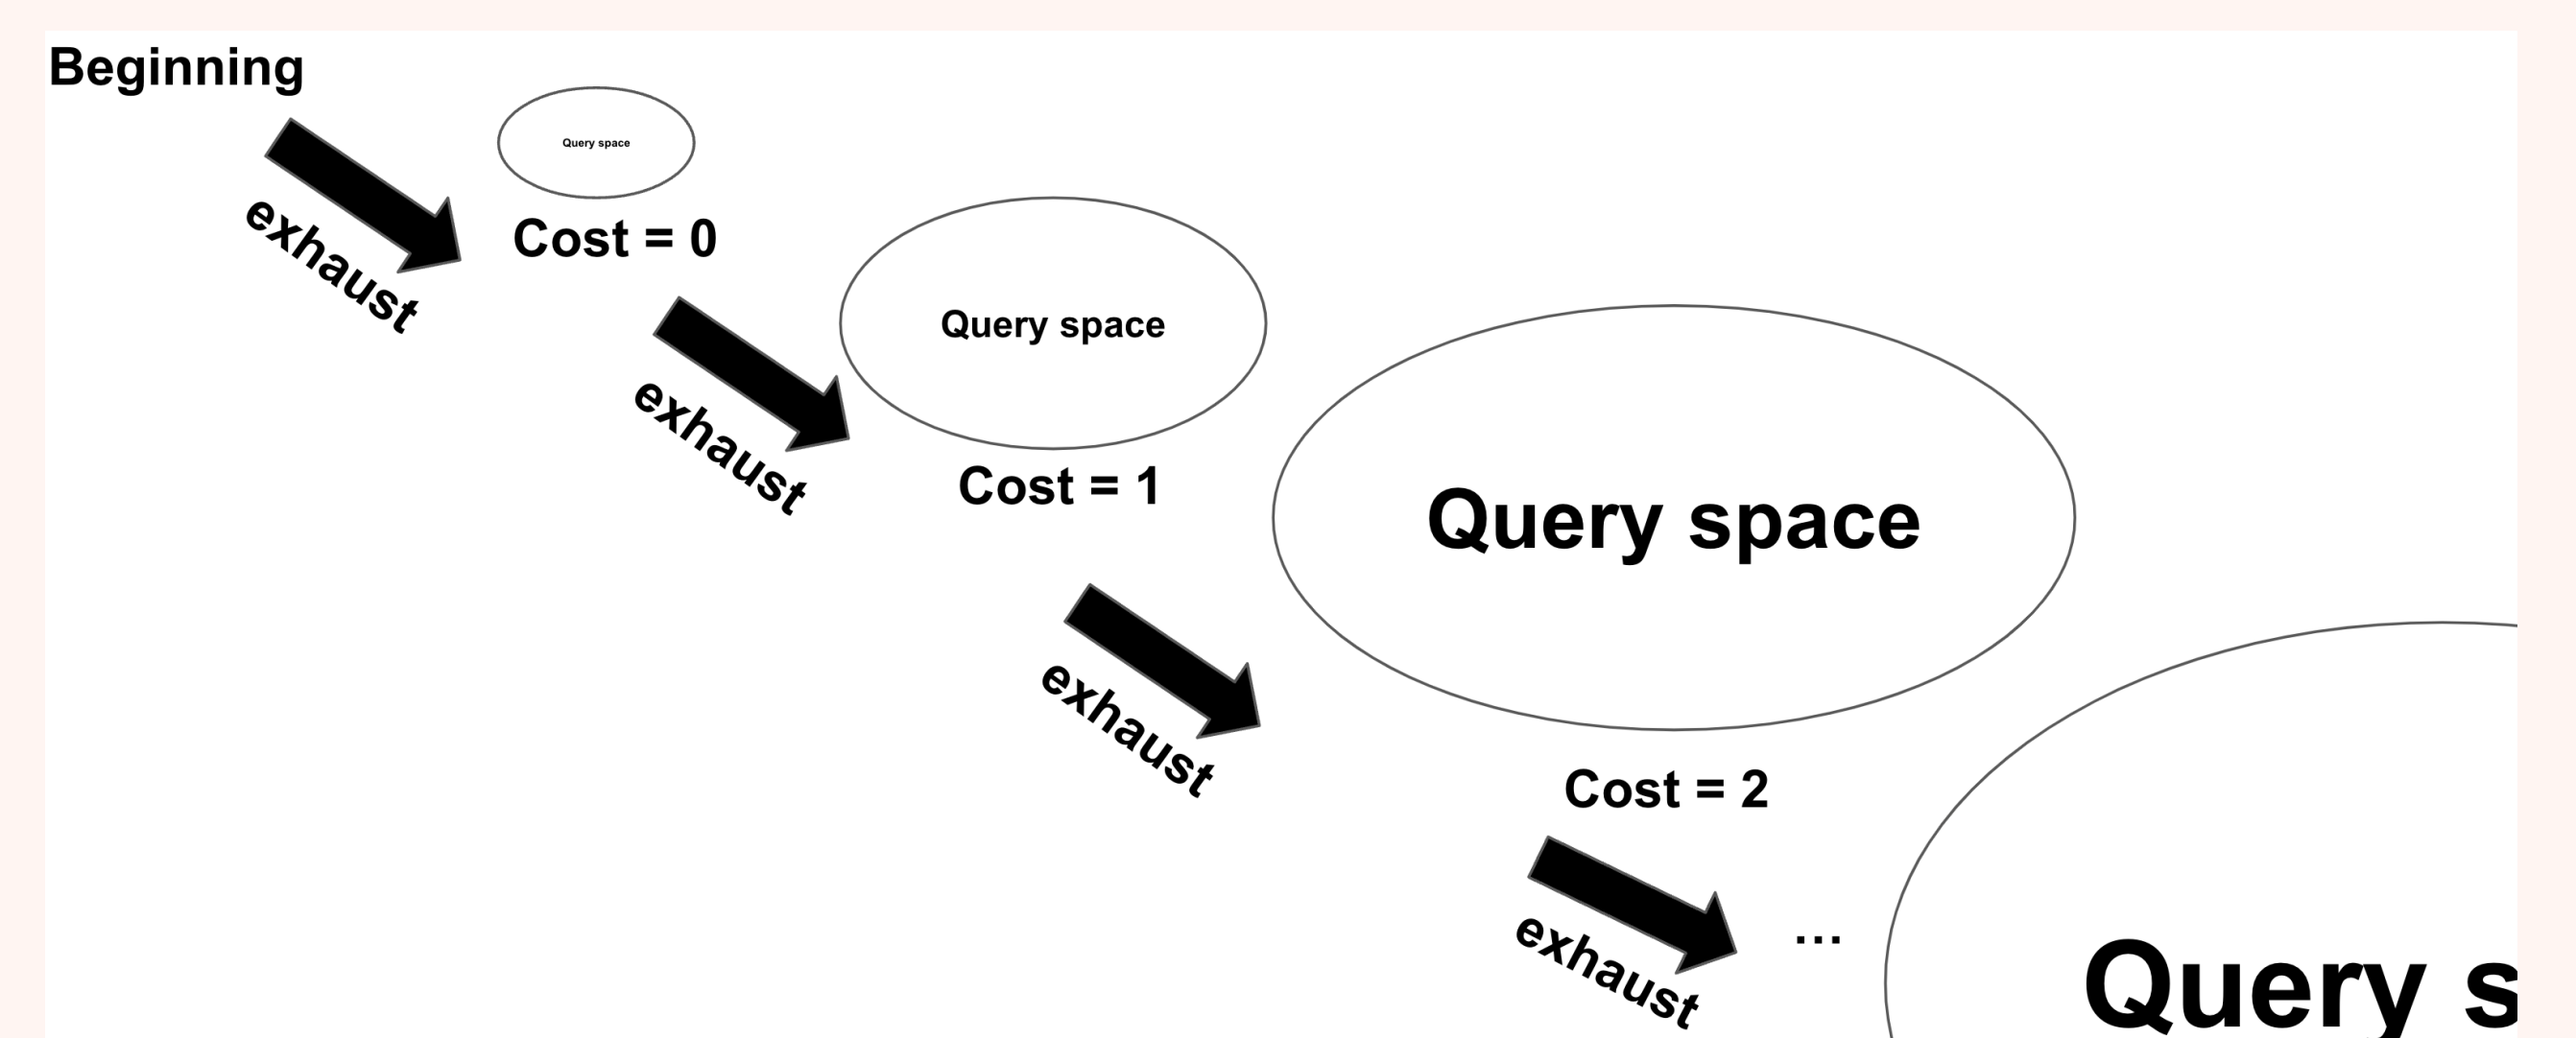 Beginning
Query space
exhaust
Cost = 0
Query space
exhaust
Cost = 1
Query space
exhaust
Cost = 2
exhaust
...
Query s